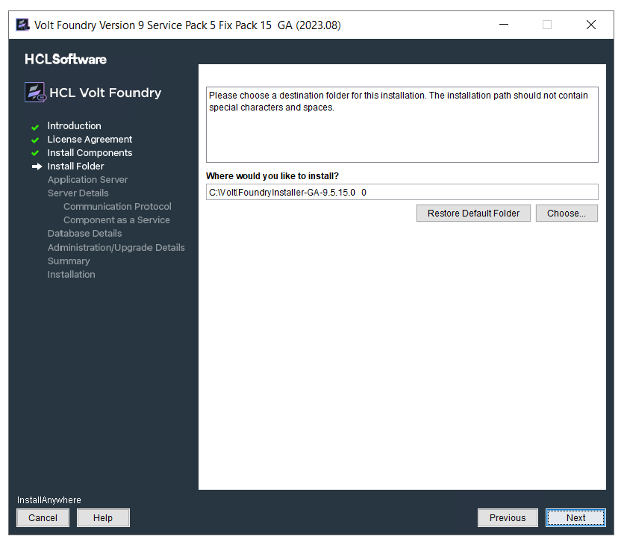 Volt Foundry Version 9 Service Pack 5 Fix Pack 15 GA (2023.08)
HCLSoftware
HCL Volt Foundry
Introduction
License Agreement
Install Components
Install Folder
Application Server
Server Details
Communication Protocol
Component as a Service
Database Details
Administration/Upgrade Details
Summary
Installation
Please choose a destination folder for this installation. The installation path should not contain
special characters and spaces.
Where would you like to install?
C:\VoltFoundryInstaller-GA-9.5.15.0_0
Restore Default Folder
Choose...
InstallAnywhere
Cancel
Help
Previous
Next